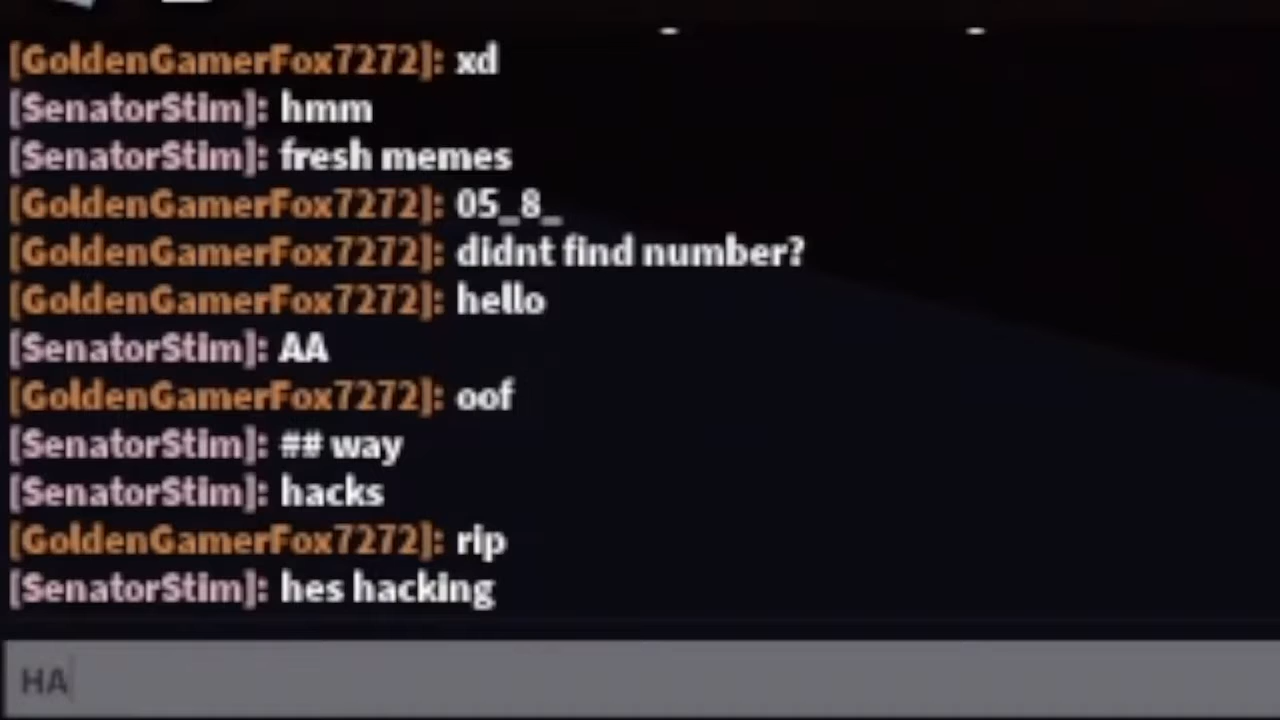 [GoldenGamerFox7272]: xd
[SenatorStim]: hmm
[SenatorStim]: fresh memes
[GoldenGamerFox7272]: 05_8_
[GoldenGamerFox7272]: didnt find number?
[GoldenGamerFox7272]: hello
[SenatorStim]: AA
[GoldenGamerFox7272]: oof
[SenatorStim]: ## way
[SenatorStim]: hacks
[GoldenGamerFox7272]: rip
[SenatorStim]: hes hacking
HA